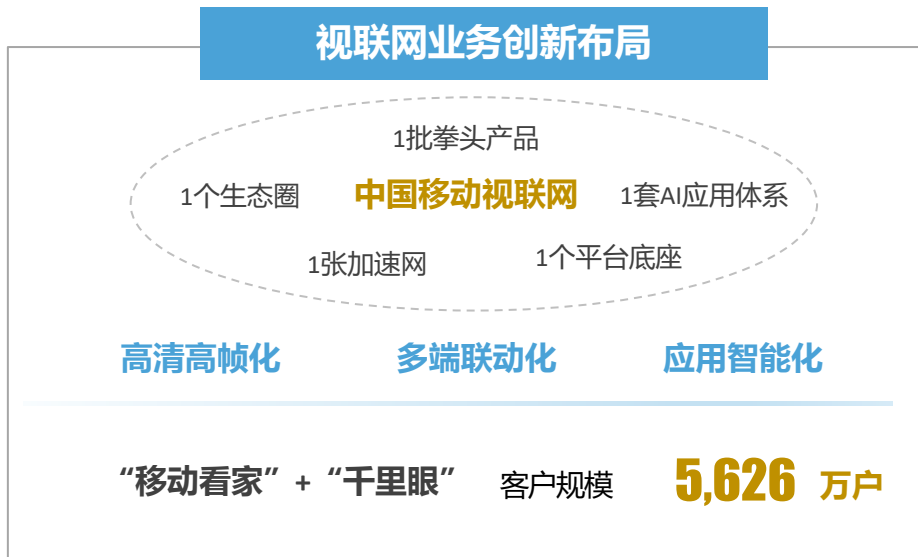 视联网业务创新布局
1批拳头产品
1个生态圈 中国移动视联网 1套AI应用体系
1张加速网 1个平台底座
高清高帧化 多端联动化 应用智能化
“移动看家”+“千里眼” 客户规模 5,626 万户